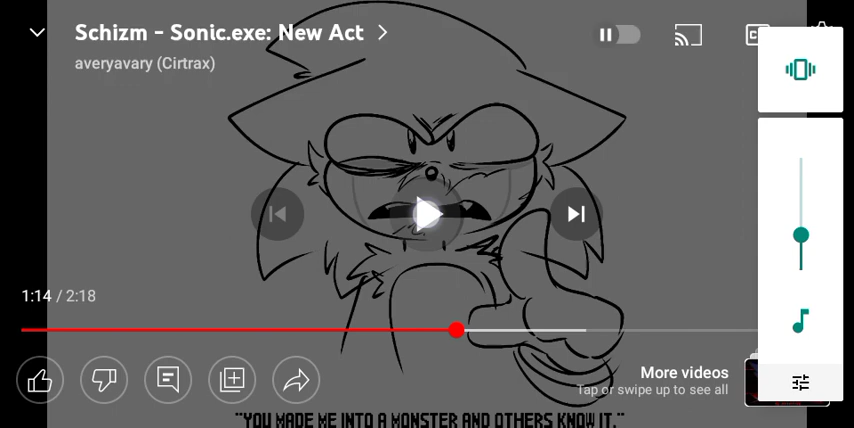 Schizm - Sonic.exe: New Act
averyavary (Cirtrax)
CC
1:14 / 2:18
More videos
Tap or swipe up to see all
"YOU MADE ME INTO A MONSTER AND OTHERS KNOW IT."